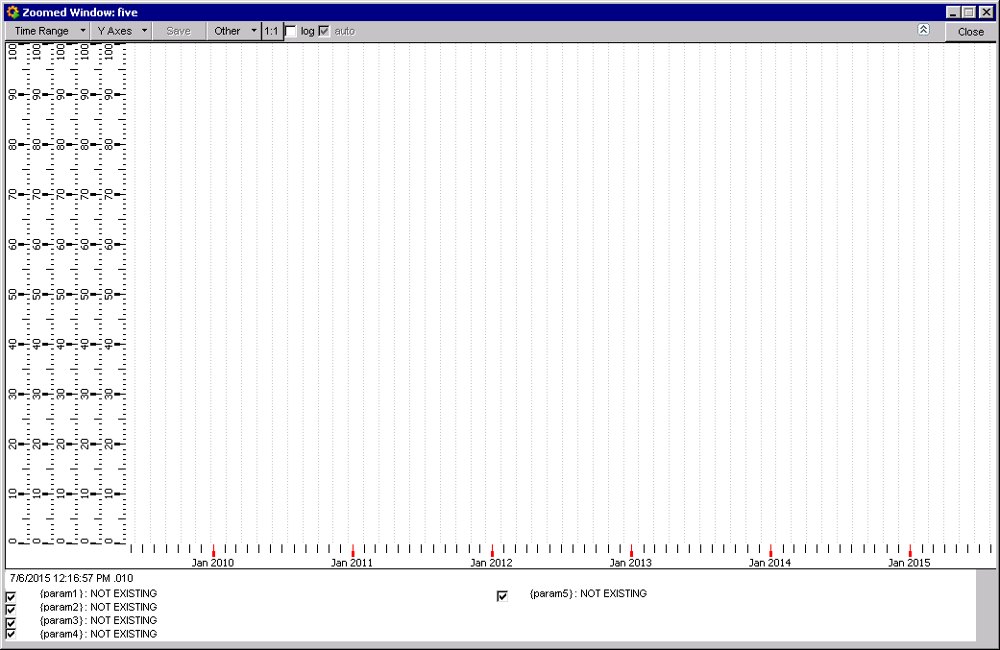 Zoomed Window: five
Time Range Y Axes Save Other 1:1 log auto Close
100 100 100 100 100
90 90 90 90 90
80 80 80 80 80
70 70 70 70 70
60 60 60 60 60
50 50 50 50 50
40 40 40 40 40
30 30 30 30 30
20 20 20 20 20
10 10 10 10 10
0 0 0 0 0
Jan 2010 Jan 2011 Jan 2012 Jan 2013 Jan 2014 Jan 2015
7/6/2015 12:16:57 PM .010
{param1} : NOT EXISTING {param5} : NOT EXISTING
{param2} : NOT EXISTING
{param3} : NOT EXISTING
{param4} : NOT EXISTING